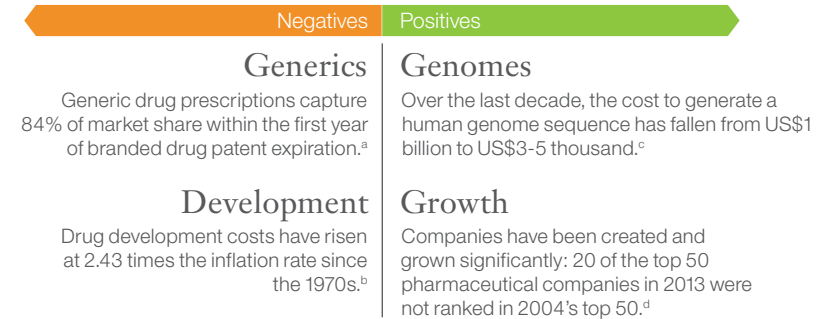 Negatives
Positives
Generics
Generic drug prescriptions capture
84% of market share within the first year
of branded drug patent expiration.ᵃ
Genomes
Over the last decade, the cost to generate a
human genome sequence has fallen from US$1
billion to US$3-5 thousand.ᶜ
Development
Drug development costs have risen
at 2.43 times the inflation rate since
the 1970s.ᵇ
Growth
Companies have been created and
grown significantly: 20 of the top 50
pharmaceutical companies in 2013 were
not ranked in 2004's top 50.ᵈ